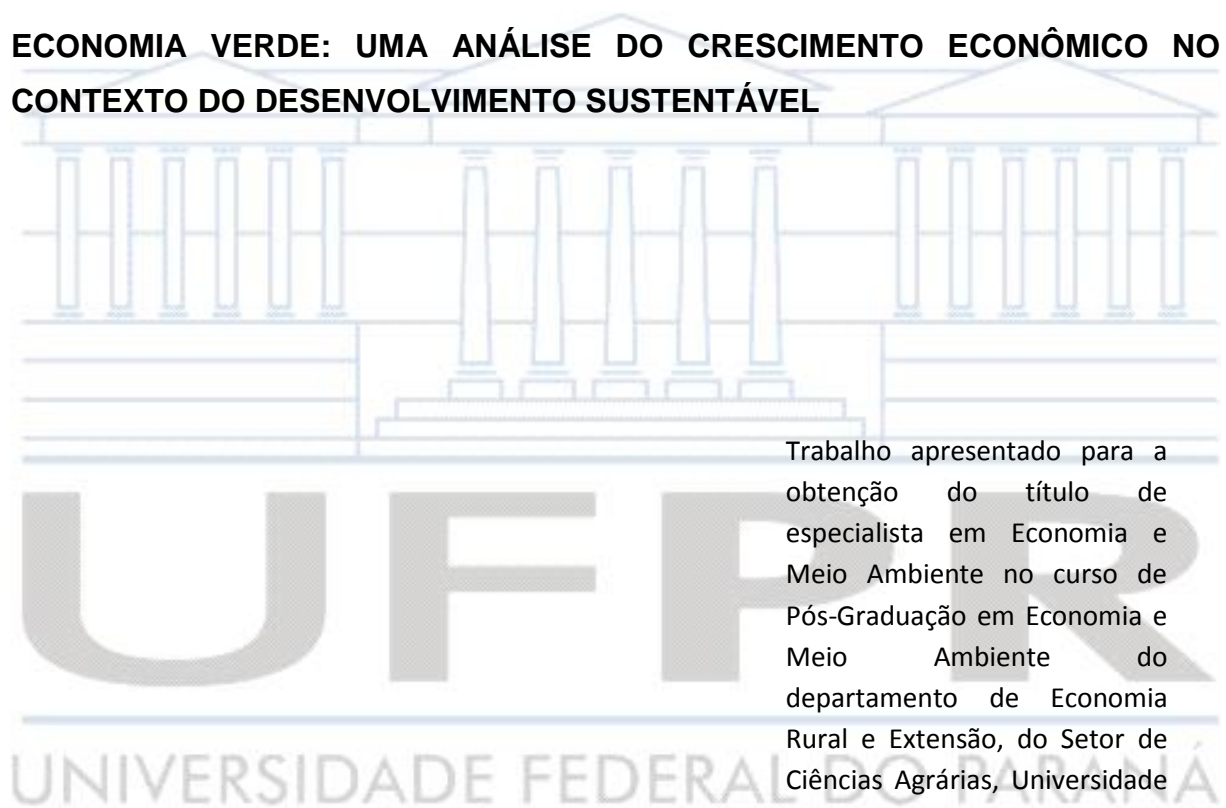 ECONOMIA VERDE: UMA ANÁLISE DO CRESCIMENTO ECONÔMICO NO
CONTEXTO DO DESENVOLVIMENTO SUSTENTÁVEL
Trabalho apresentado para a
obtenção do título de
especialista em Economia e
Meio Ambiente no curso de
Pós-Graduação em Economia e
Meio Ambiente do
departamento de Economia
Rural e Extensão, do Setor de
Ciências Agrárias, Universidade
UFPR
UNIVERSIDADE FEDERAL DO PARANÁ